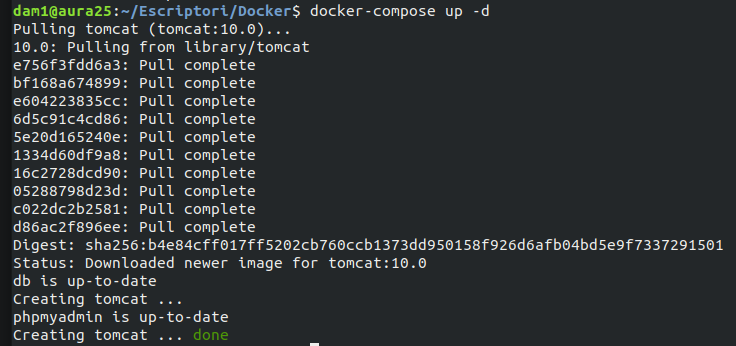 dam1@aura25:~/Escriptori/Docker$ docker-compose up -d
Pulling tomcat (tomcat:10.0)...
10.0: Pulling from library/tomcat
e756f3fdd6a3: Pull complete
bf168a674899: Pull complete
e604223835cc: Pull complete
6d5c91c4cd86: Pull complete
5e20d165240e: Pull complete
1334d60df9a8: Pull complete
16c2728dcd90: Pull complete
05288798d23d: Pull complete
c022dc2b2581: Pull complete
d86ac2f896ee: Pull complete
Digest: sha256:b4e84cff017ff5202cb760ccb1373dd950158f926d6afb04bd5e9f7337291501
Status: Downloaded newer image for tomcat:10.0
db is up-to-date
Creating tomcat ...
phpmyadmin is up-to-date
Creating tomcat ... done